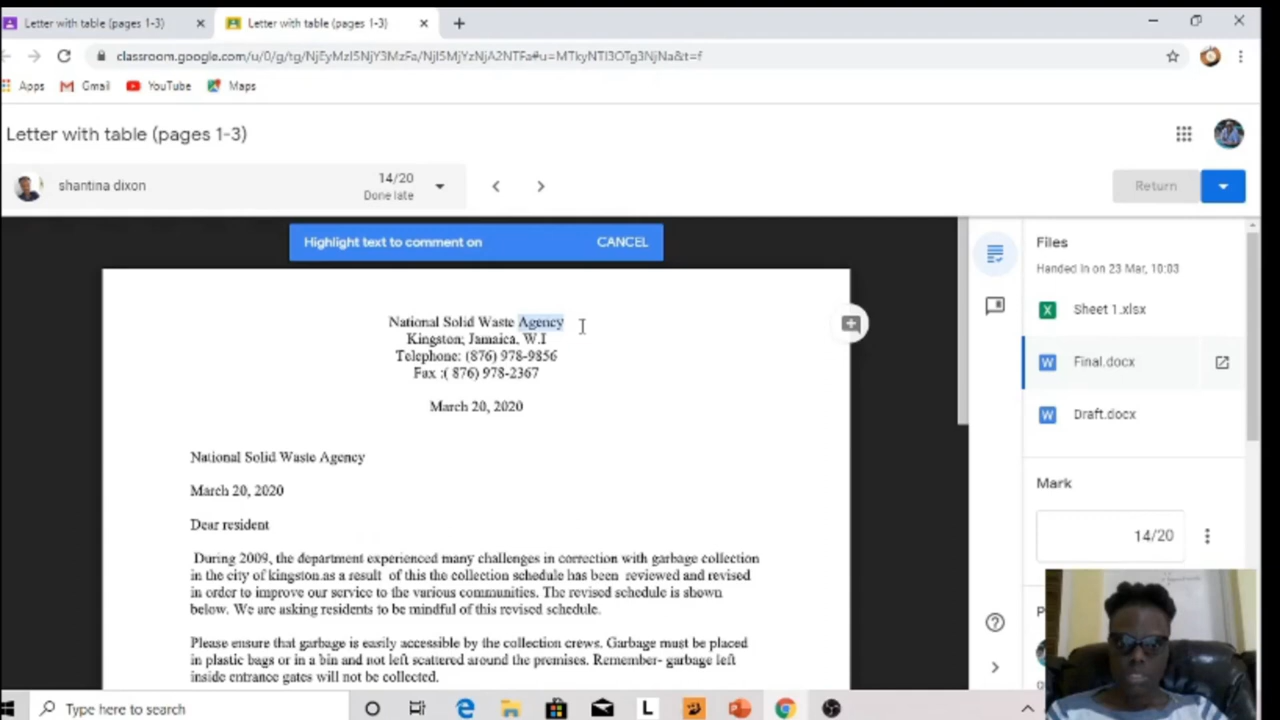 Letter with table (pages 1-3)
Letter with table (pages 1-3)
Apps
Gmail
YouTube
Maps
Letter with table (pages 1-3)
shantina dixon
14/20
Done late
Return
Highlight text to comment on
CANCEL
National Solid Waste Agency
Kingston; Jamaica, W.I
Telephone: (876) 978-9856
Fax :( 876) 978-2367
March 20, 2020
National Solid Waste Agency
March 20, 2020
Dear resident
During 2009, the department experienced many challenges in correction with garbage collection
in the city of kingston.as a result of this the collection schedule has been reviewed and revised
in order to improve our service to the various communities. The revised schedule is shown
below. We are asking residents to be mindful of this revised schedule.
Please ensure that garbage is easily accessible by the collection crews. Garbage must be placed
in plastic bags or in a bin and not left scattered around the premises. Remember- garbage left
inside entrance gates will not be collected.
Files
Handed in on 23 Mar, 10:03
Sheet 1.xlsx
Final.docx
Draft.docx
Mark
14/20
Type here to search